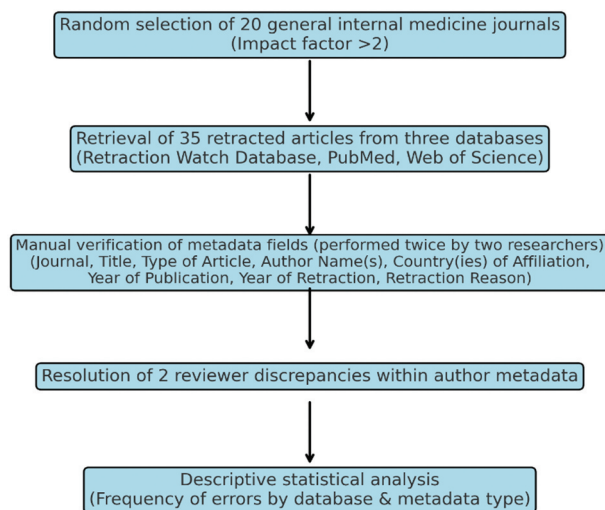 Random selection of 20 general internal medicine journals
(Impact factor >2)
Retrieval of 35 retracted articles from three databases
(Retraction Watch Database, PubMed, Web of Science)
Manual verification of metadata fields (performed twice by two researchers)
(Journal, Title, Type of Article, Author Name(s), Country(ies) of Affiliation,
Year of Publication, Year of Retraction, Retraction Reason)
Resolution of 2 reviewer discrepancies within author metadata
Descriptive statistical analysis
(Frequency of errors by database & metadata type)